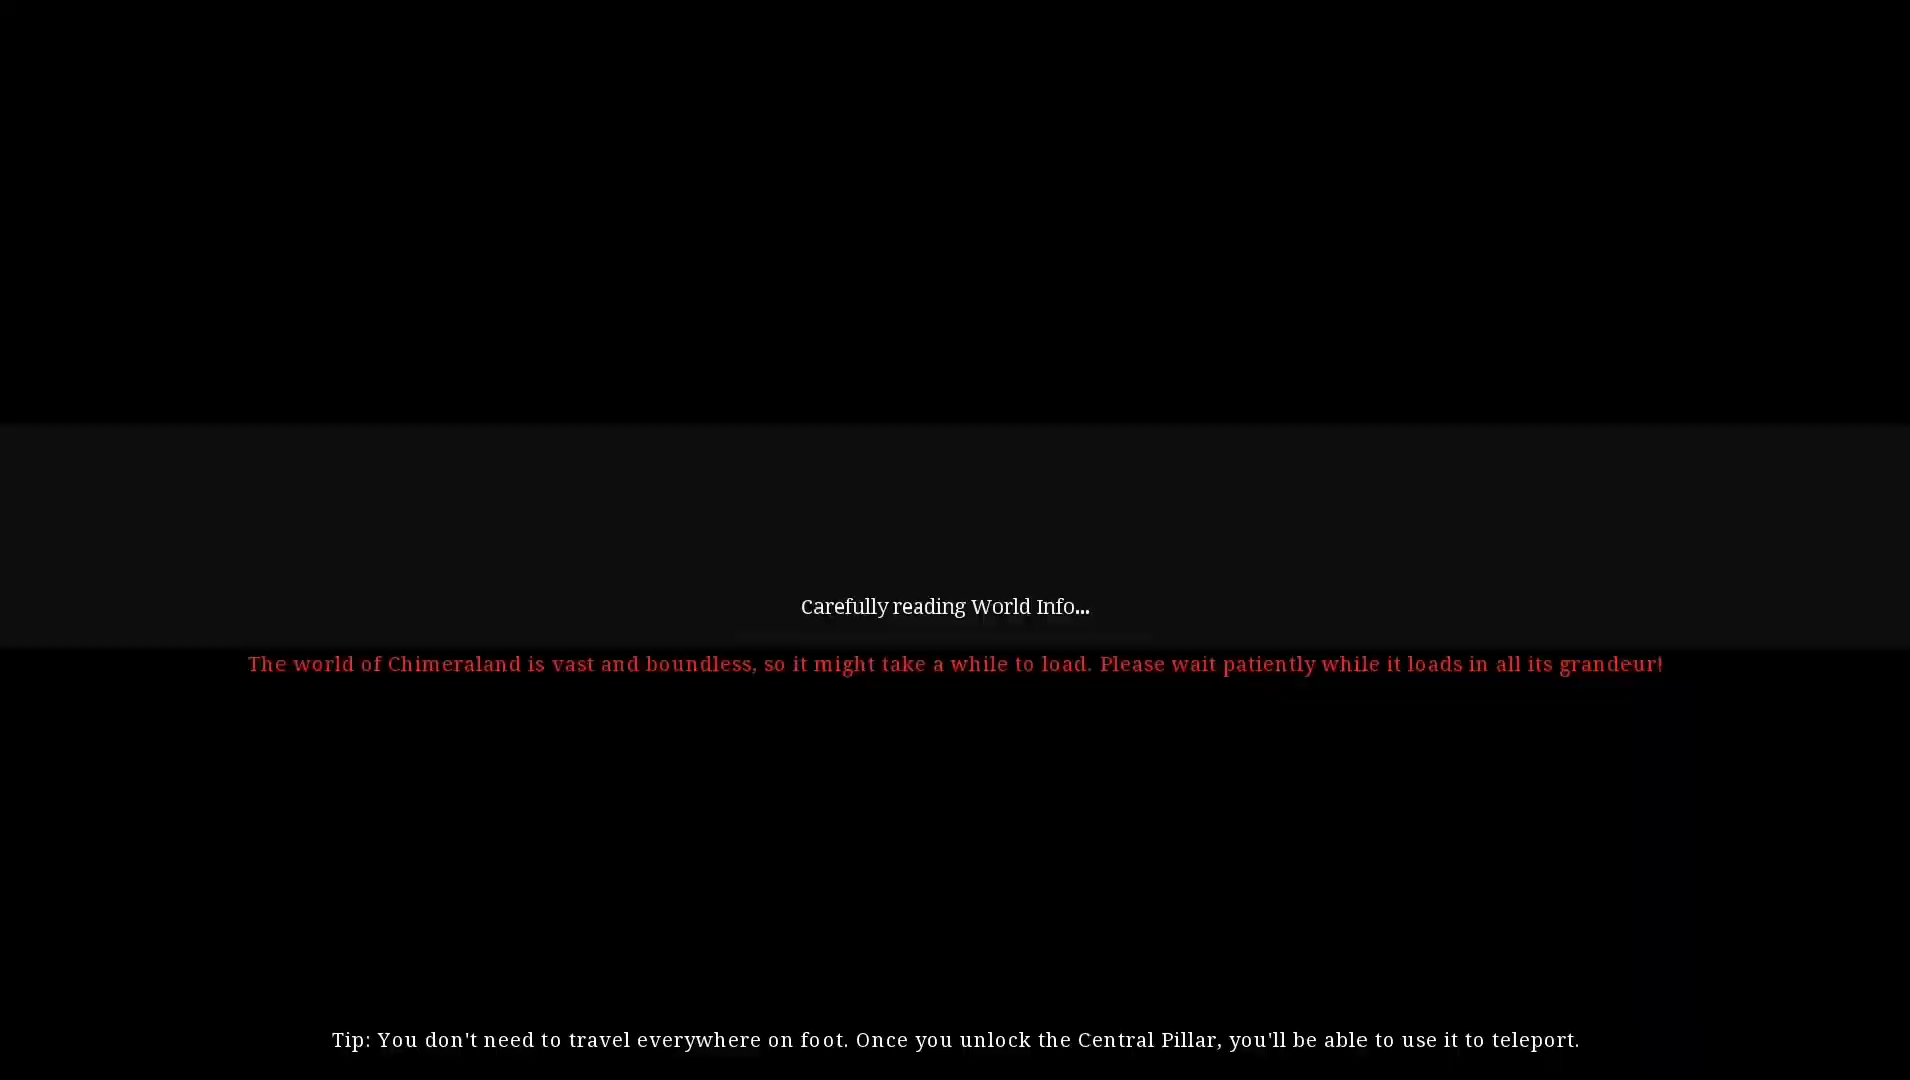 Carefully reading World Info...
The world of Chimeraland is vast and boundless, so it might take a while to load. Please wait patiently while it loads in all its grandeur!
Tip: You don't need to travel everywhere on foot. Once you unlock the Central Pillar, you'll be able to use it to teleport.